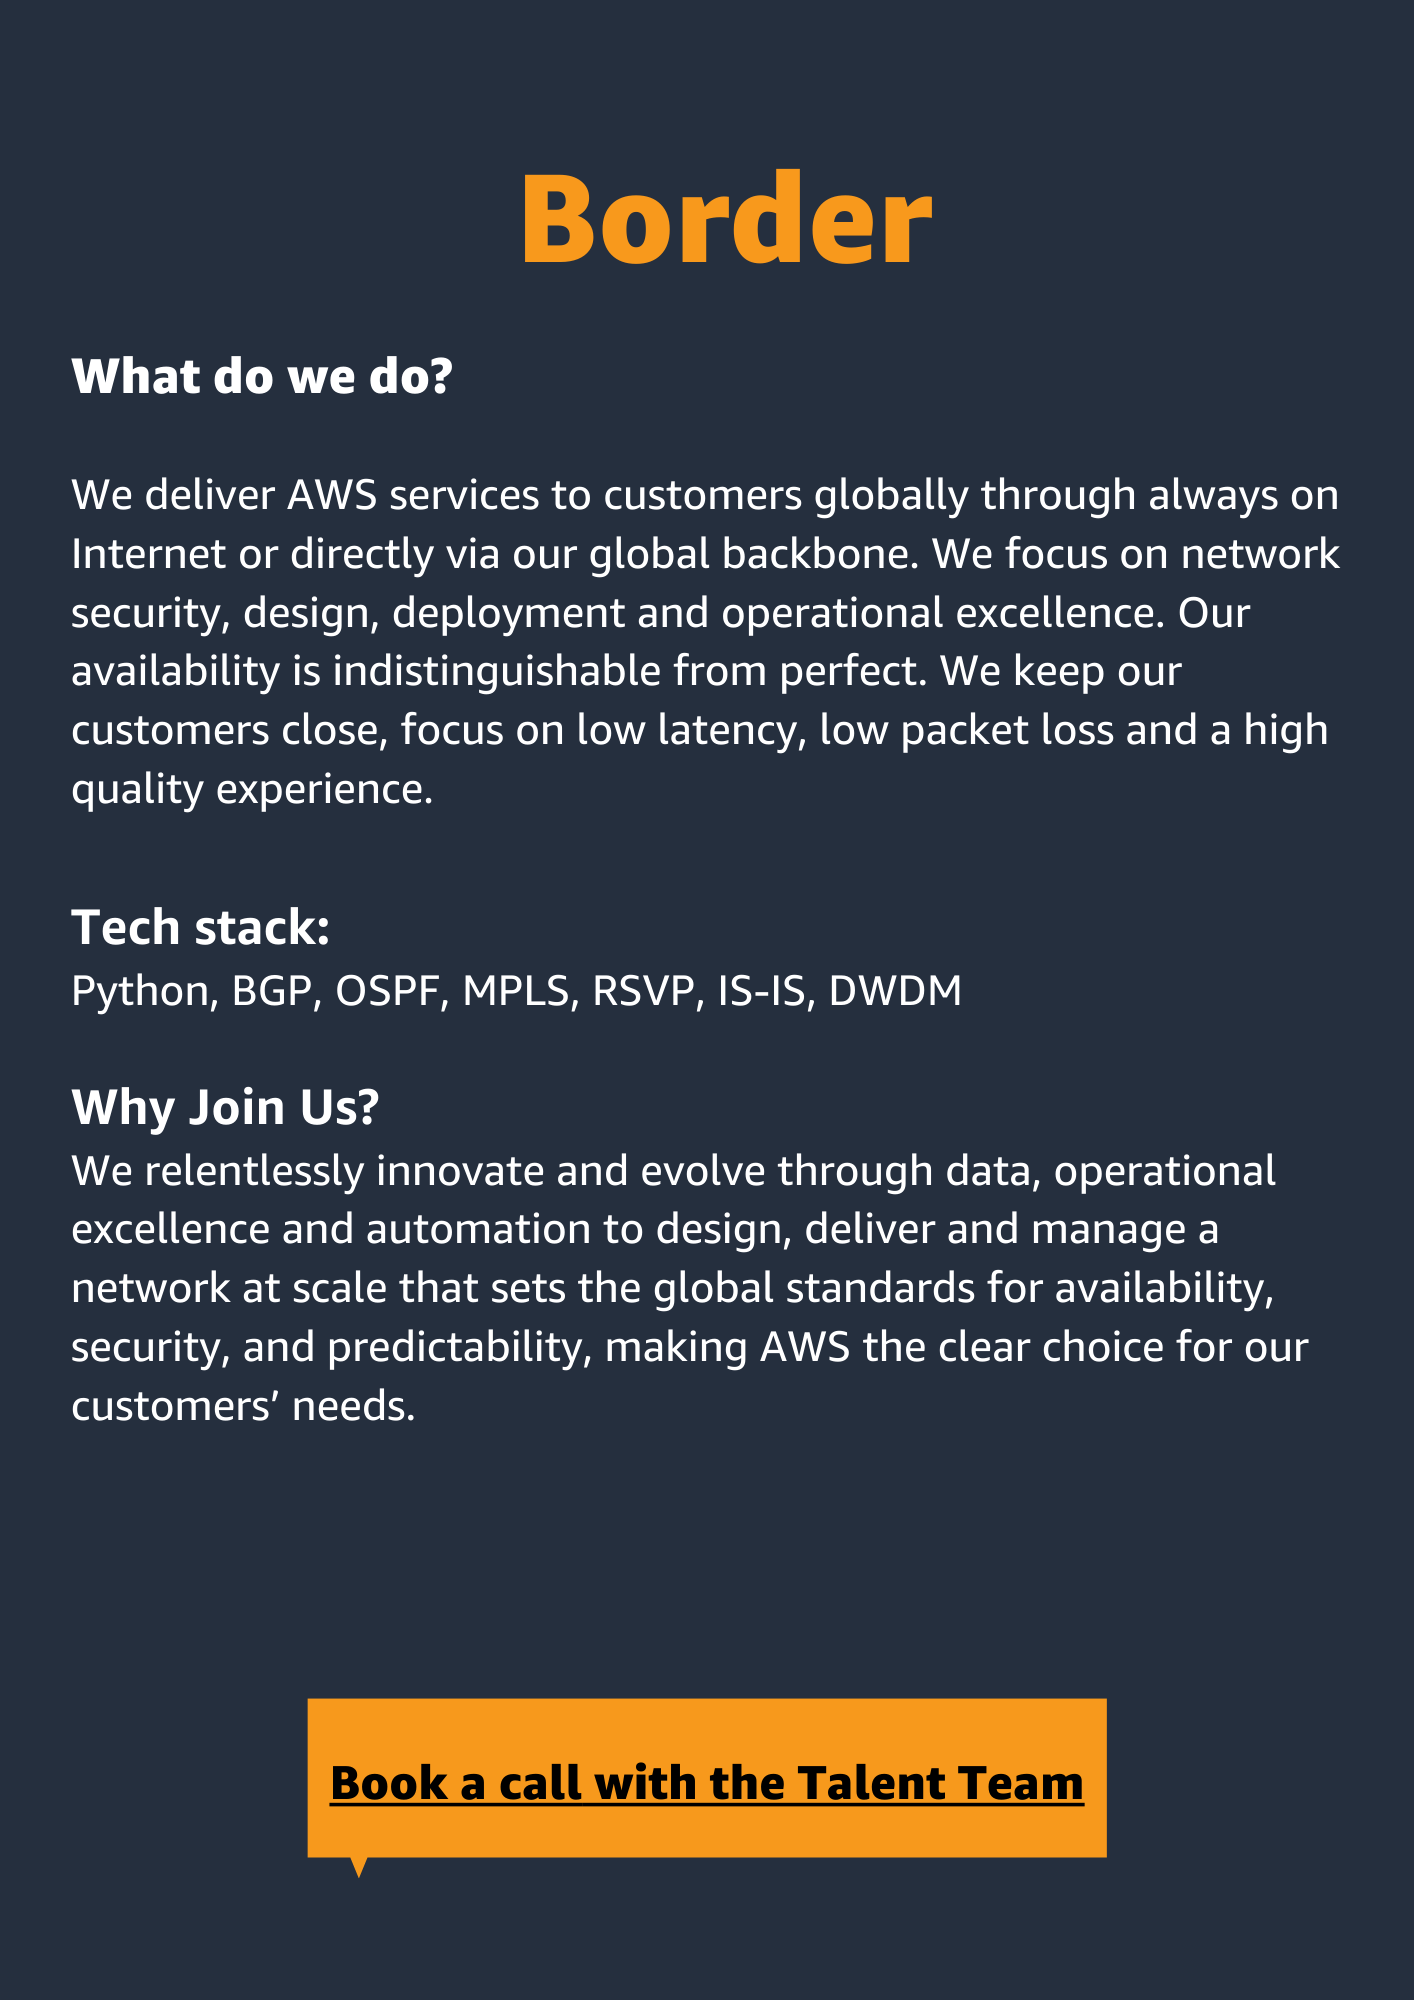 Border
What do we do?
We deliver AWS services to customers globally through always on
Internet or directly via our global backbone. We focus on network
security, design, deployment and operational excellence. Our
availability is indistinguishable from perfect. We keep our
customers close, focus on low latency, low packet loss and a high
quality experience.
Tech stack:
Python, BGP, OSPF, MPLS, RSVP, IS-IS, DWDM
Why Join Us?
We relentlessly innovate and evolve through data, operational
excellence and automation to design, deliver and manage a
network at scale that sets the global standards for availability,
security, and predictability, making AWS the clear choice for our
customers’ needs.
Book a call with the Talent Team